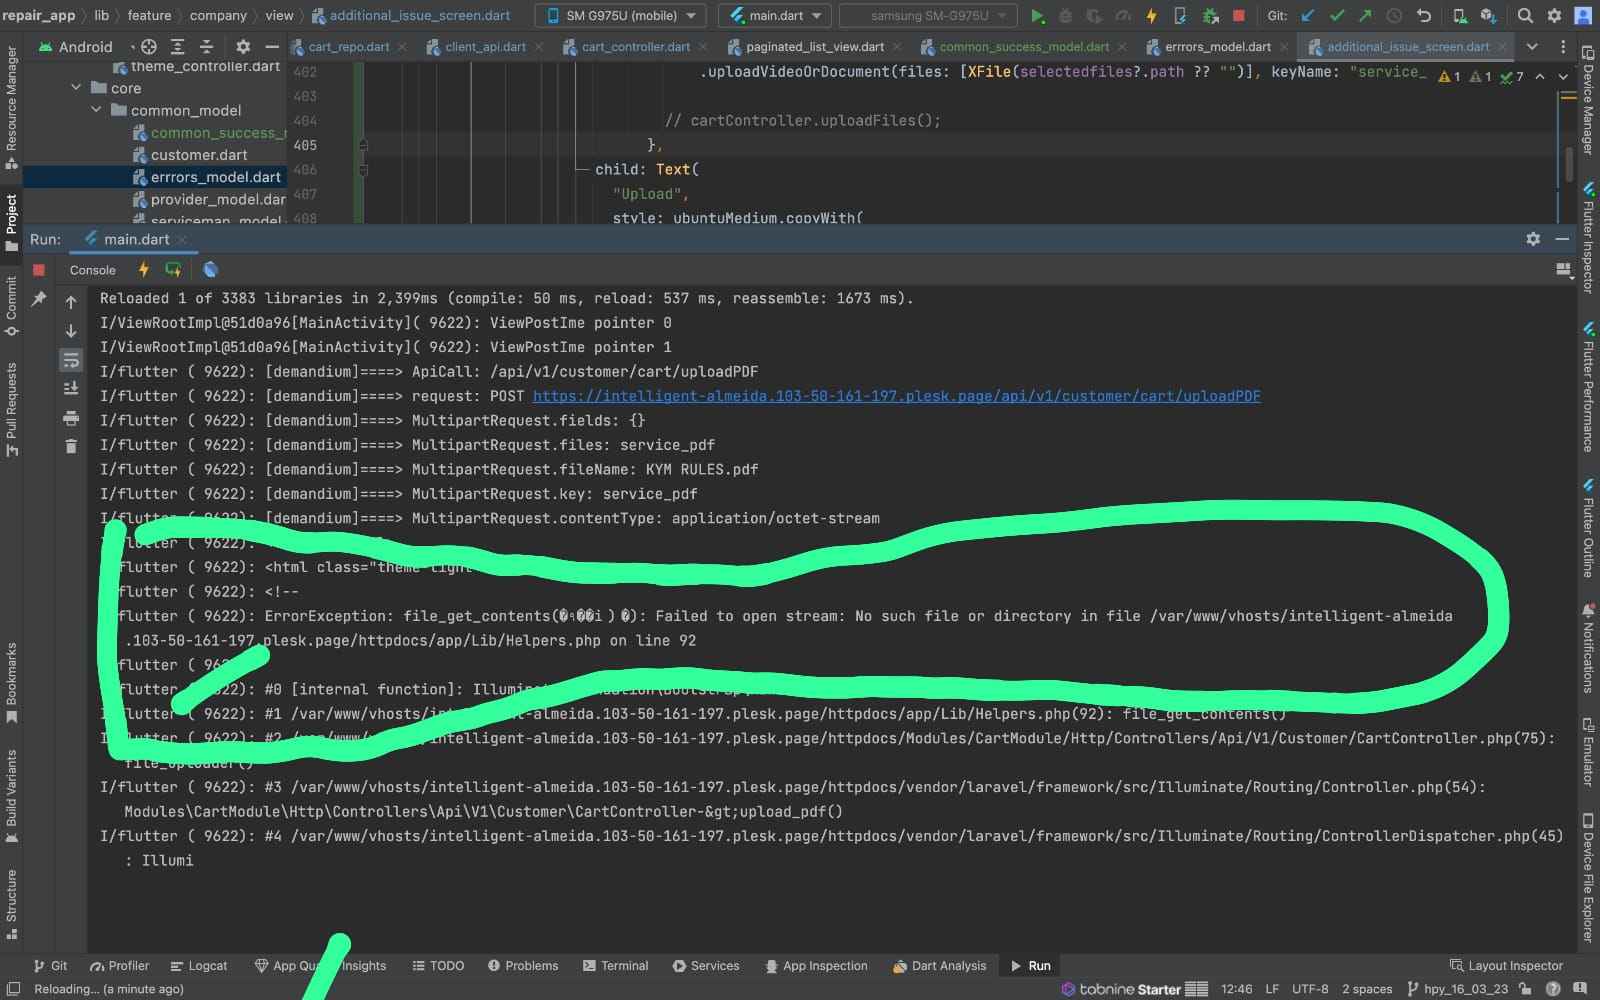 repair_app > lib > feature > company > view > additional_issue_screen.dart
SM G975U (mobile)
main.dart
samsung SM-G975U
Git:
Resource Manager
Android
cart_repo.dart
client_api.dart
cart_controller.dart
paginated_list_view.dart
common_success_model.dart
errrors_model.dart
additional_issue_screen.dart
theme_controller.dart
core
common_model
common_success_
customer.dart
errrors_model.dart
provider_model.dar
serviceman_model.
402 .uploadVideoOrDocument(files: [XFile(selectedfiles?.path ?? "")], keyName: "service_
1 1 7
403
404 // cartController.uploadFiles();
405 },
406 child: Text(
407 "Upload",
408 style: ubuntuMedium.copyWith(
Project
Commit
Pull Requests
Bookmarks
Build Variants
Structure
Device Manager
Flutter Inspector
Flutter Performance
Flutter Outline
Notifications
Emulator
Device File Explorer
Run: main.dart
Console
Reloaded 1 of 3383 libraries in 2,399ms (compile: 50 ms, reload: 537 ms, reassemble: 1673 ms).
I/ViewRootImpl@51d0a96[MainActivity]( 9622): ViewPostIme pointer 0
I/ViewRootImpl@51d0a96[MainActivity]( 9622): ViewPostIme pointer 1
I/flutter ( 9622): [demandium]====> ApiCall: /api/v1/customer/cart/uploadPDF
I/flutter ( 9622): [demandium]====> request: POST https://intelligent-almeida.103-50-161-197.plesk.page/api/v1/customer/cart/uploadPDF
I/flutter ( 9622): [demandium]====> MultipartRequest.fields: {}
I/flutter ( 9622): [demandium]====> MultipartRequest.files: service_pdf
I/flutter ( 9622): [demandium]====> MultipartRequest.fileName: KYM RULES.pdf
I/flutter ( 9622): [demandium]====> MultipartRequest.key: service_pdf
I/flutter ( 9622): [demandium]====> MultipartRequest.contentType: application/octet-stream
flutter ( 9622):
flutter ( 9622): <html class="theme-light
flutter ( 9622): <!--
flutter ( 9622): ErrorException: file_get_contents(): Failed to open stream: No such file or directory in file /var/www/vhosts/intelligent-almeida
.103-50-161-197.plesk.page/httpdocs/app/Lib/Helpers.php on line 92
flutter (
flutter ( 9622): #0 [internal function]:
I/flutter ( 9622): #1 /var/www/vhosts/intelligent-almeida.103-50-161-197.plesk.page/httpdocs/app/Lib/Helpers.php(92): file_get_contents()
I/flutter ( 9622): #2 /var/www/vhosts/intelligent-almeida.103-50-161-197.plesk.page/httpdocs/Modules/CartModule/Http/Controllers/Api/V1/Customer/CartController.php(75):
file_uploader()
I/flutter ( 9622): #3 /var/www/vhosts/intelligent-almeida.103-50-161-197.plesk.page/httpdocs/vendor/laravel/framework/src/Illuminate/Routing/Controller.php(54):
Modules\CartModule\Http\Controllers\Api\V1\Customer\CartController-&gt;upload_pdf()
I/flutter ( 9622): #4 /var/www/vhosts/intelligent-almeida.103-50-161-197.plesk.page/httpdocs/vendor/laravel/framework/src/Illuminate/Routing/ControllerDispatcher.php(45)
: Illumi
Git Profiler Logcat App Insights TODO Problems Terminal Services App Inspection Dart Analysis Run Layout Inspector
Reloading... (a minute ago)
tabnine Starter 12:46 LF UTF-8 2 spaces hpy_16_03_23